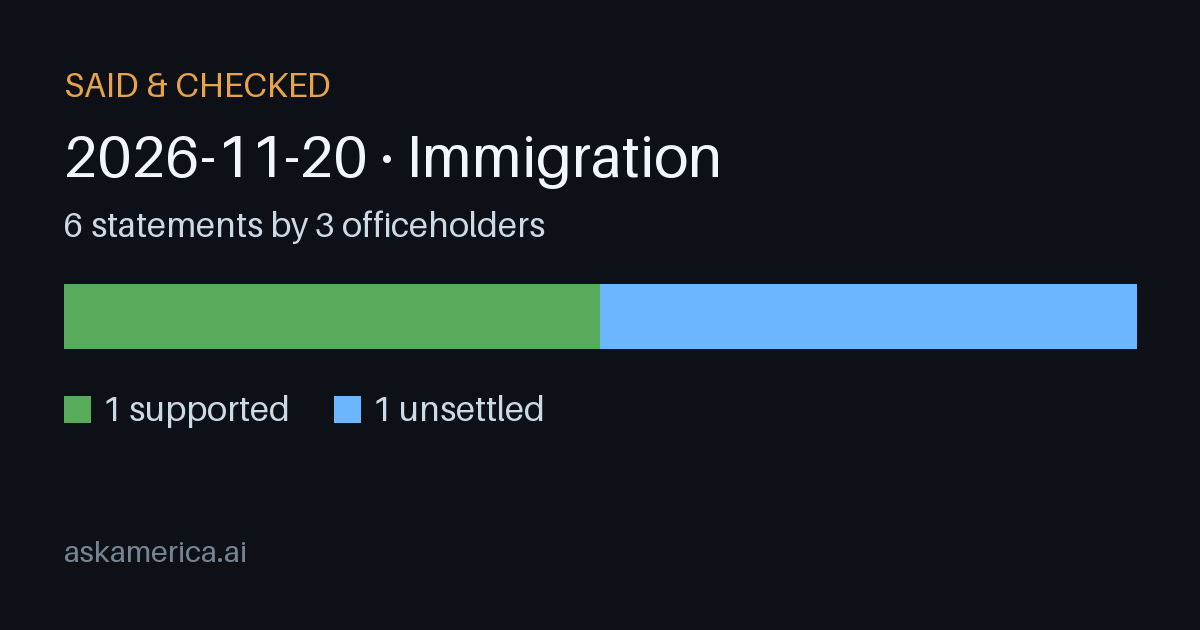 SAID & CHECKED
2026-11-20 · Immigration
6 statements by 3 officeholders
1 supported 1 unsettled
askamerica.ai